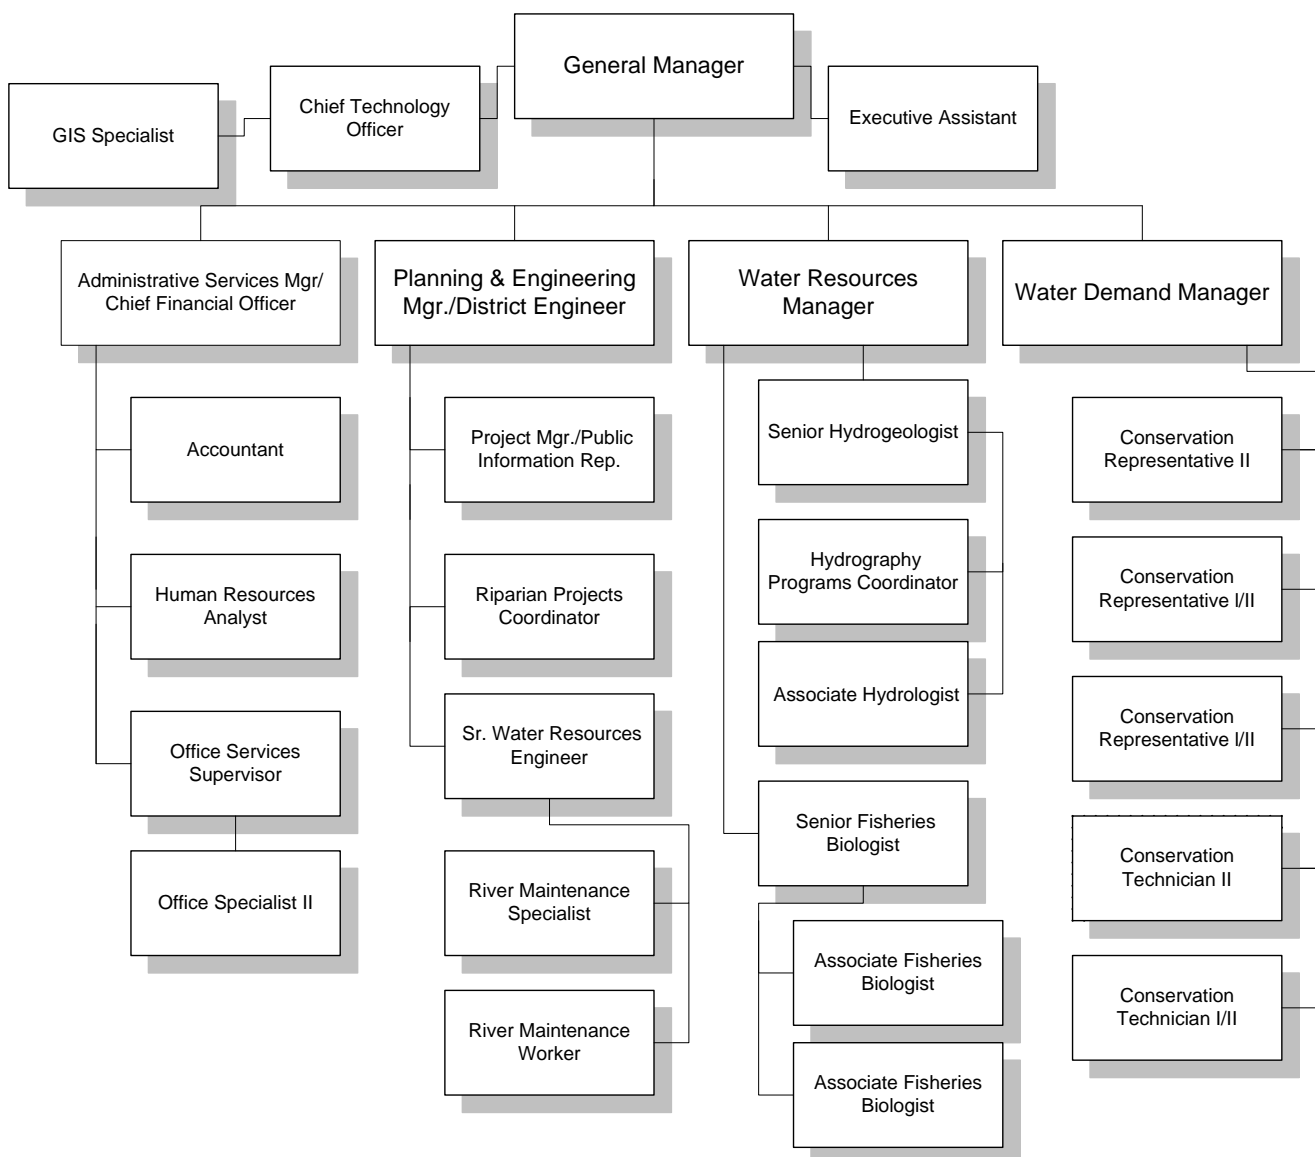 General Manager
Chief Technology
Officer
GIS Specialist
Executive Assistant
Administrative Services Mgr/
Chief Financial Officer
Planning & Engineering
Mgr./District Engineer
Water Resources
Manager
Water Demand Manager
Accountant
Human Resources
Analyst
Office Services
Supervisor
Office Specialist II
Project Mgr./Public
Information Rep.
Riparian Projects
Coordinator
Sr. Water Resources
Engineer
River Maintenance
Specialist
River Maintenance
Worker
Senior Hydrogeologist
Hydrography
Programs Coordinator
Associate Hydrologist
Senior Fisheries
Biologist
Associate Fisheries
Biologist
Associate Fisheries
Biologist
Conservation
Representative II
Conservation
Representative I/II
Conservation
Representative I/II
Conservation
Technician II
Conservation
Technician I/II